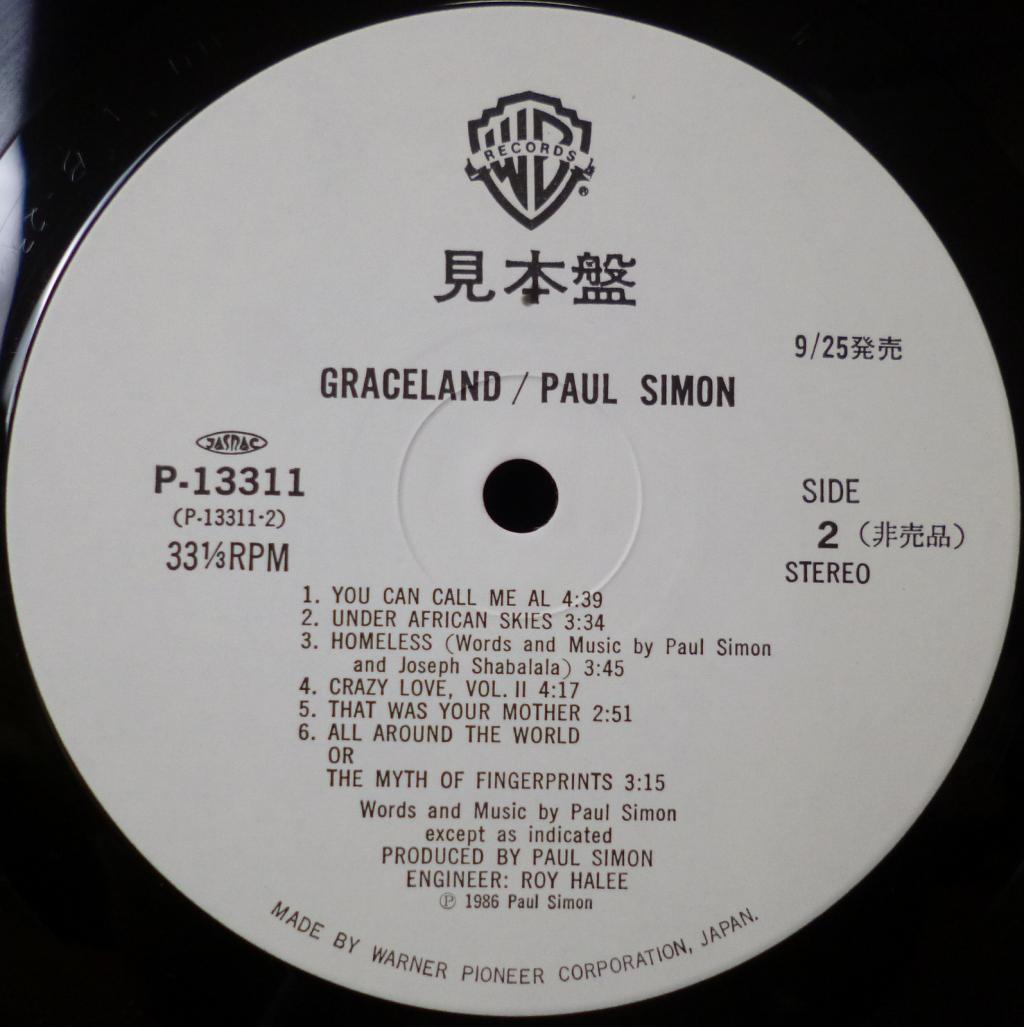 WB
RECORDS
®
見本盤
9/25発売
GRACELAND / PAUL SIMON
JASRAC
P-13311
(P-13311-2)
33⅓RPM
SIDE
2 (非売品)
STEREO
1. YOU CAN CALL ME AL 4:39
2. UNDER AFRICAN SKIES 3:34
3. HOMELESS (Words and Music by Paul Simon
and Joseph Shabalala) 3:45
4. CRAZY LOVE, VOL. II 4:17
5. THAT WAS YOUR MOTHER 2:51
6. ALL AROUND THE WORLD
OR
THE MYTH OF FINGERPRINTS 3:15
Words and Music by Paul Simon
except as indicated
PRODUCED BY PAUL SIMON
ENGINEER: ROY HALEE
℗ 1986 Paul Simon
MADE BY WARNER PIONEER CORPORATION, JAPAN.